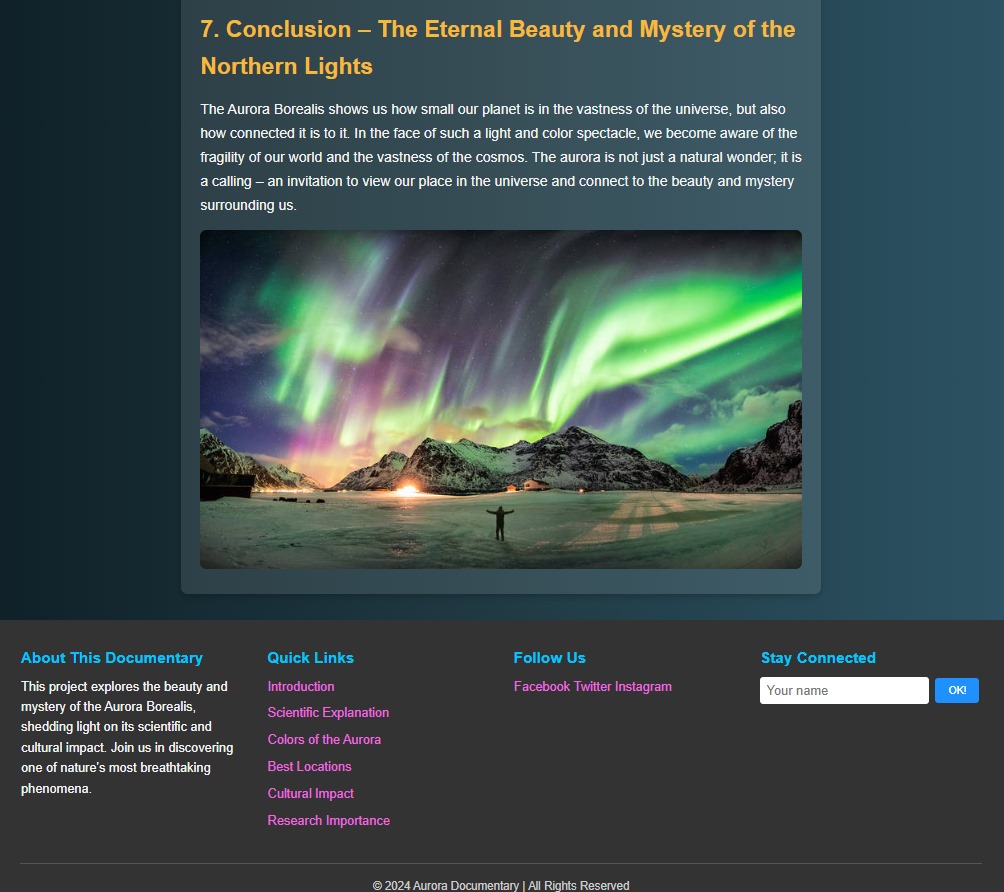 7. Conclusion – The Eternal Beauty and Mystery of the
Northern Lights
The Aurora Borealis shows us how small our planet is in the vastness of the universe, but also
how connected it is to it. In the face of such a light and color spectacle, we become aware of the
fragility of our world and the vastness of the cosmos. The aurora is not just a natural wonder; it is
a calling – an invitation to view our place in the universe and connect to the beauty and mystery
surrounding us.
About This Documentary
This project explores the beauty and
mystery of the Aurora Borealis,
shedding light on its scientific and
cultural impact. Join us in discovering
one of nature's most breathtaking
phenomena.
Quick Links
Introduction
Scientific Explanation
Colors of the Aurora
Best Locations
Cultural Impact
Research Importance
Follow Us
Facebook Twitter Instagram
Stay Connected
Your name
OK!
© 2024 Aurora Documentary | All Rights Reserved